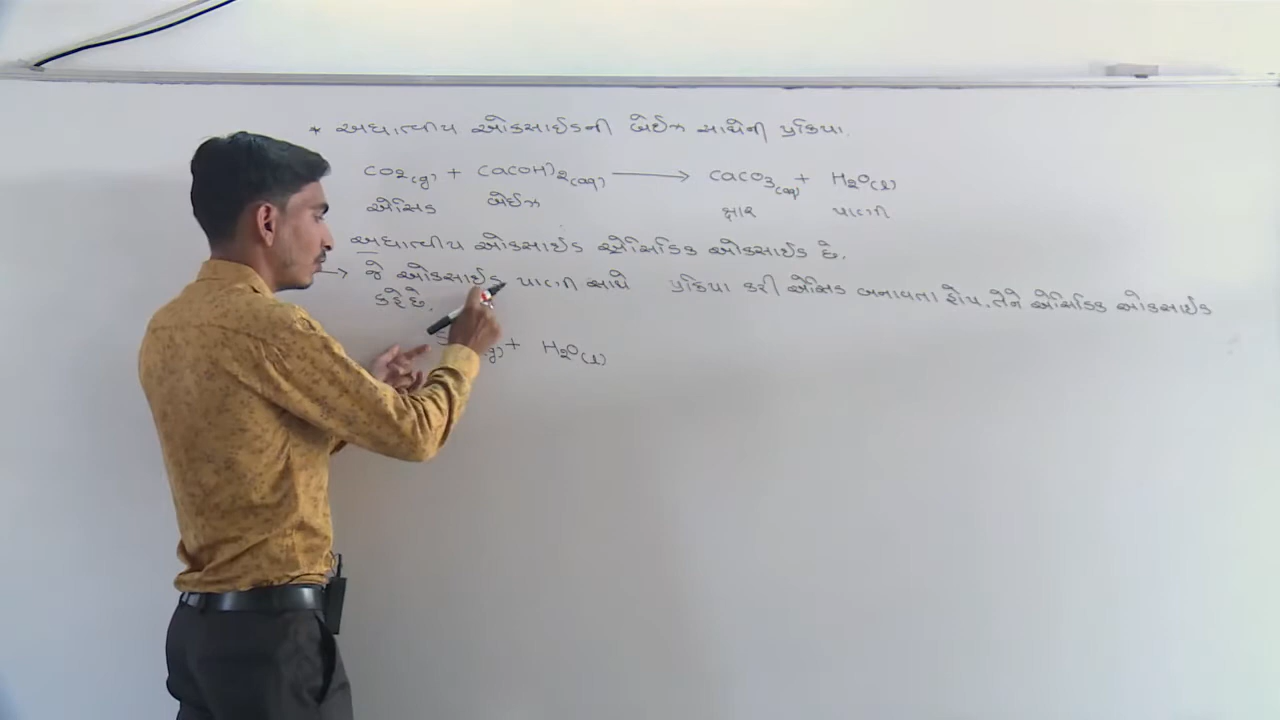 * અધાત્વીય ઓક્સાઈડની બેઈઝ સાથેની પ્રક્રિયા.
CO₂(g) + Ca(OH)₂(aq) ⟶ CaCO₃(aq) + H₂O(l)
એસિડ બેઈઝ ક્ષાર પાણી
અધાત્વીય ઓક્સાઈડ એસિડિક ઓક્સાઈડ છે.
→ જે ઓક્સાઈડ પાણી સાથે પ્રક્રિયા કરી એસિડ બનાવતા હોય. તેને એસિડિક ઓક્સાઈડ
કહે છે.
(g) + H₂O(l)